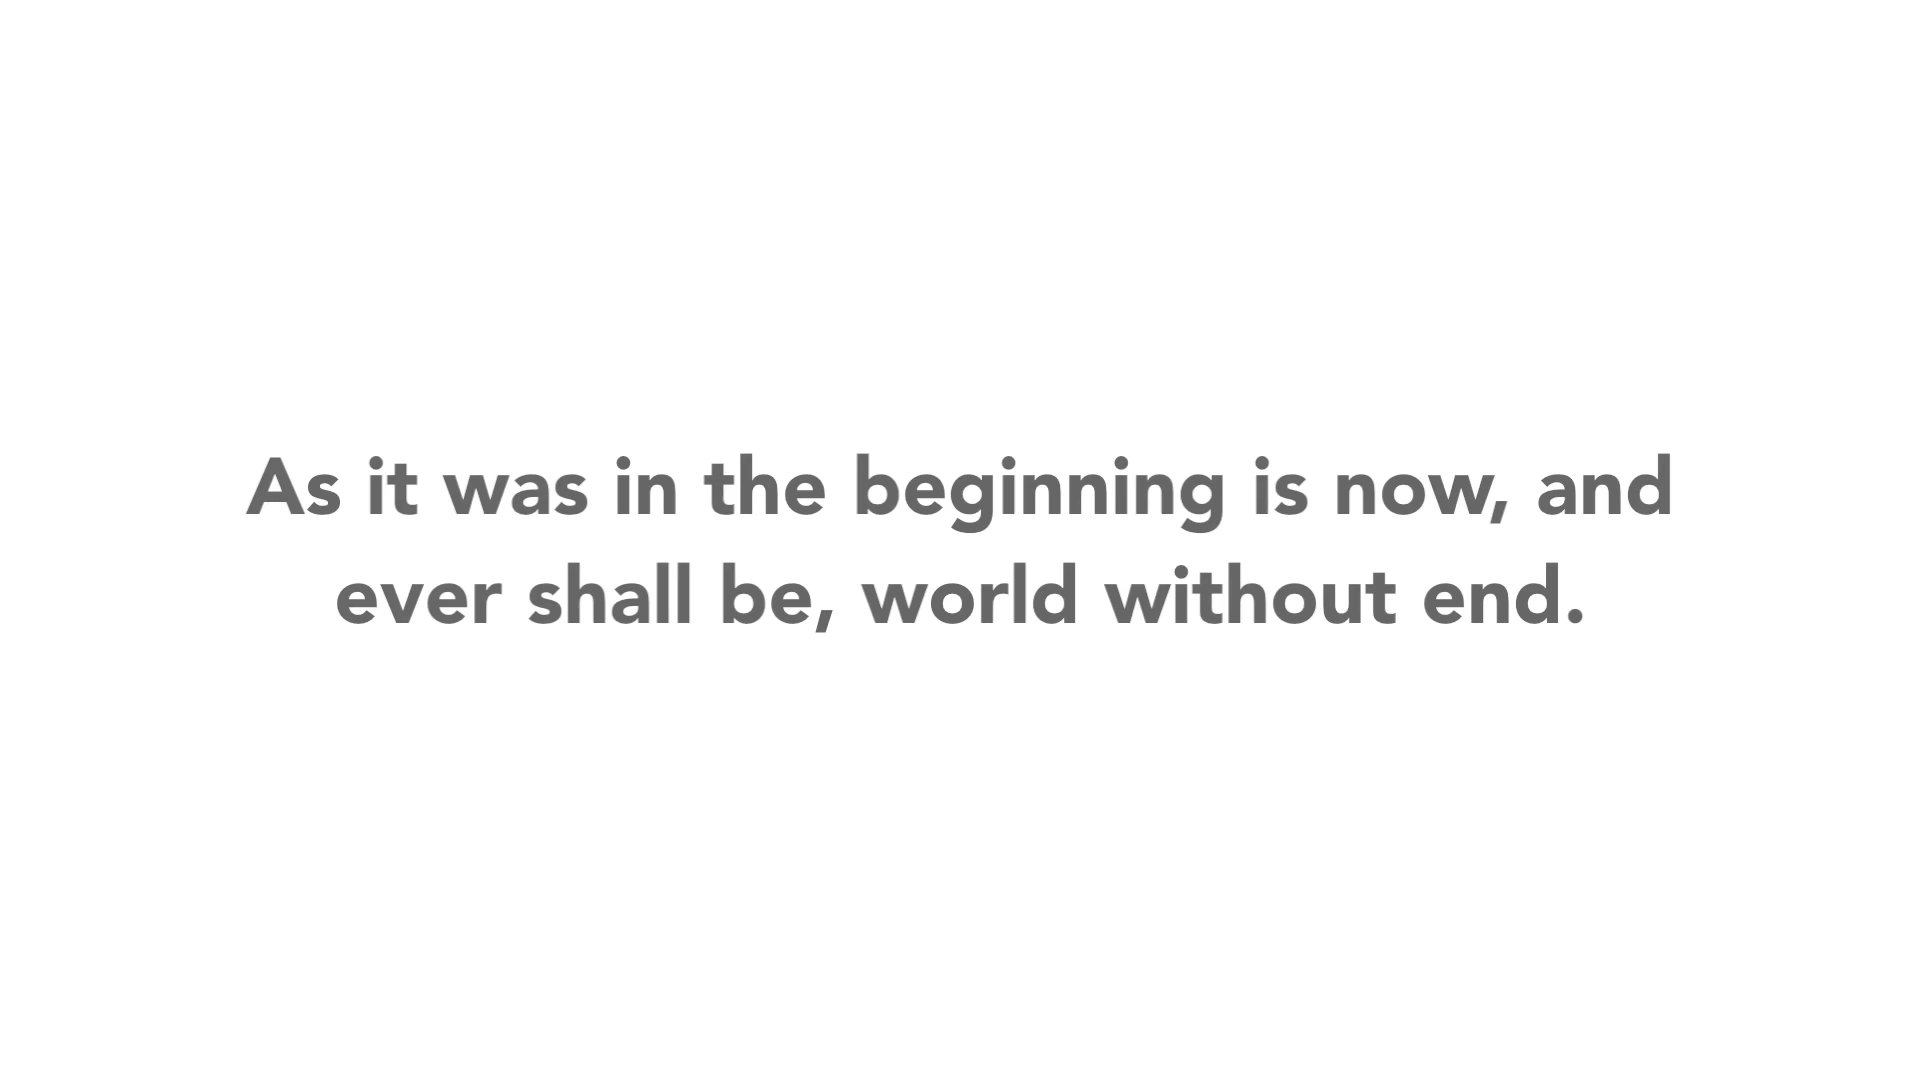 As it was in the beginning is now, and
ever shall be, world without end.